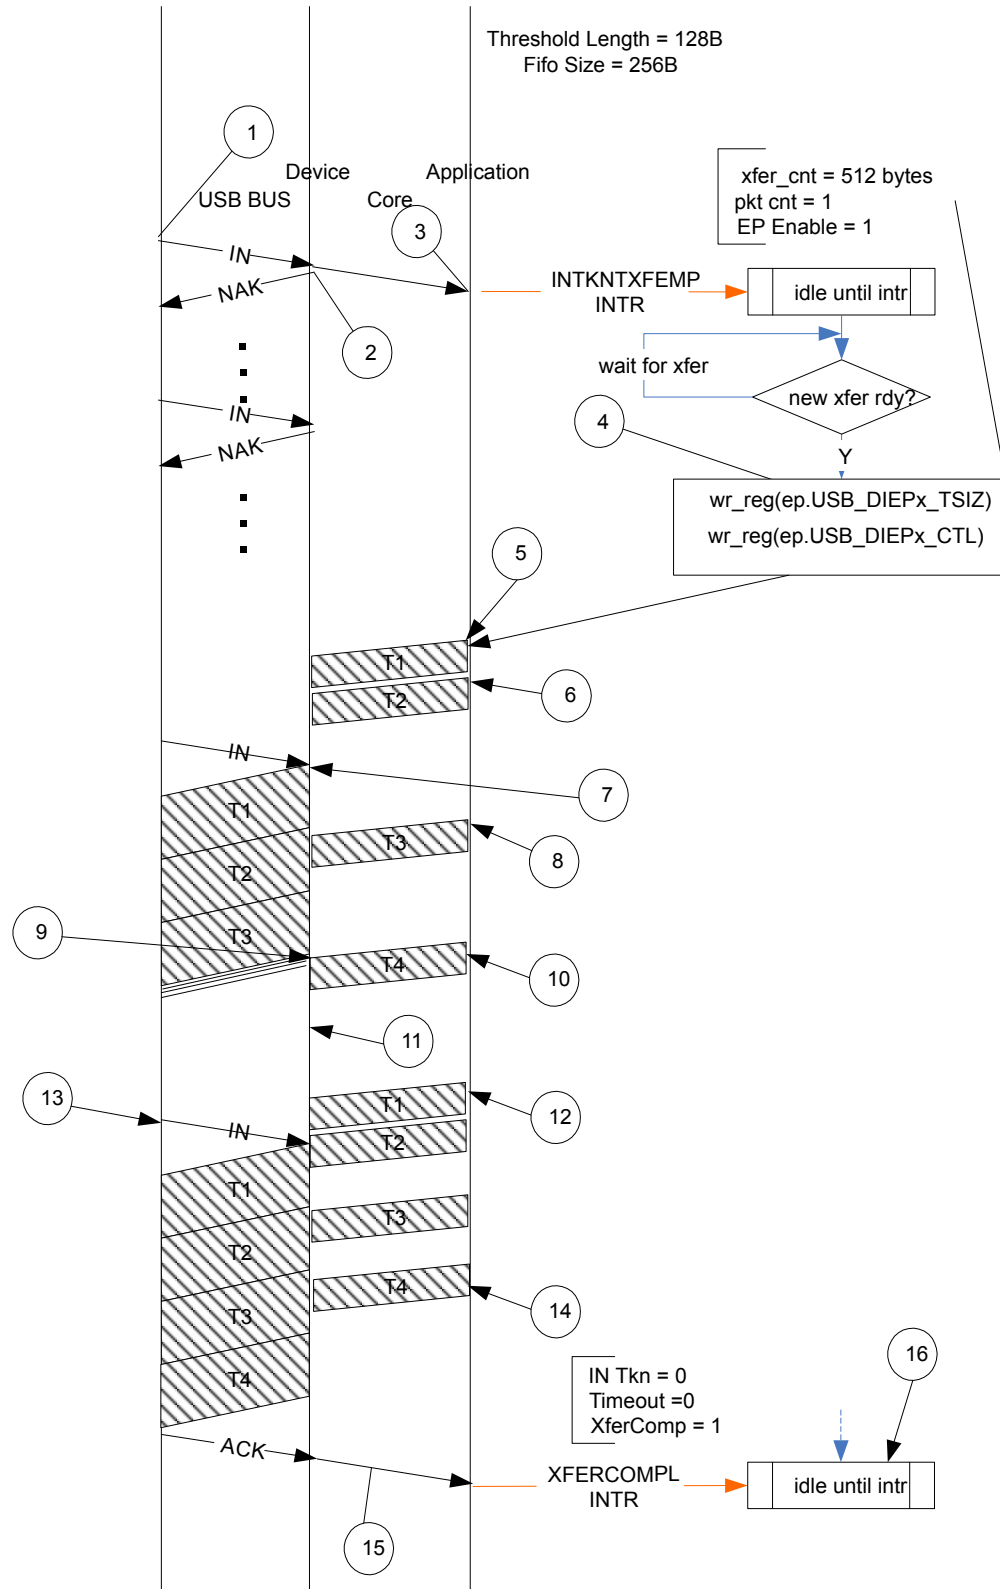 Threshold Length = 128B
Fifo Size = 256B
1
Device
Application
USB BUS
Core
xfer_cnt = 512 bytes
pkt cnt = 1
EP Enable = 1
3
IN
NAK
INTKNTXFEMP
INTR
idle until intr
2
wait for xfer
new xfer rdy?
IN
NAK
4
Y
wr_reg(ep.USB_DIEPx_TSIZ)
wr_reg(ep.USB_DIEPx_CTL)
5
T1
T2
6
IN
7
T1
T3
8
T2
9
T3
T4
10
11
13
T1
12
IN
T2
T1
T3
T2
T4
14
T3
16
T4
IN Tkn = 0
Timeout =0
XferComp = 1
ACK
XFERCOMPL
INTR
idle until intr
15